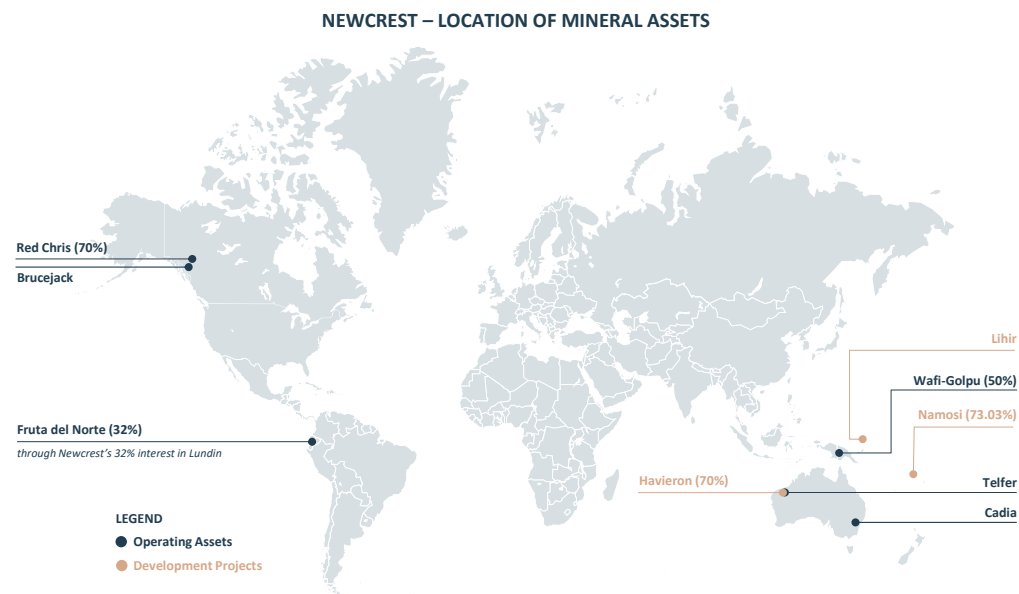 NEWCREST – LOCATION OF MINERAL ASSETS
Red Chris (70%)
Brucejack
Lihir
Wafi-Golpu (50%)
Namosi (73.03%)
Fruta del Norte (32%)
through Newcrest's 32% interest in Lundin
Havieron (70%)
Telfer
Cadia
LEGEND
Operating Assets
Development Projects